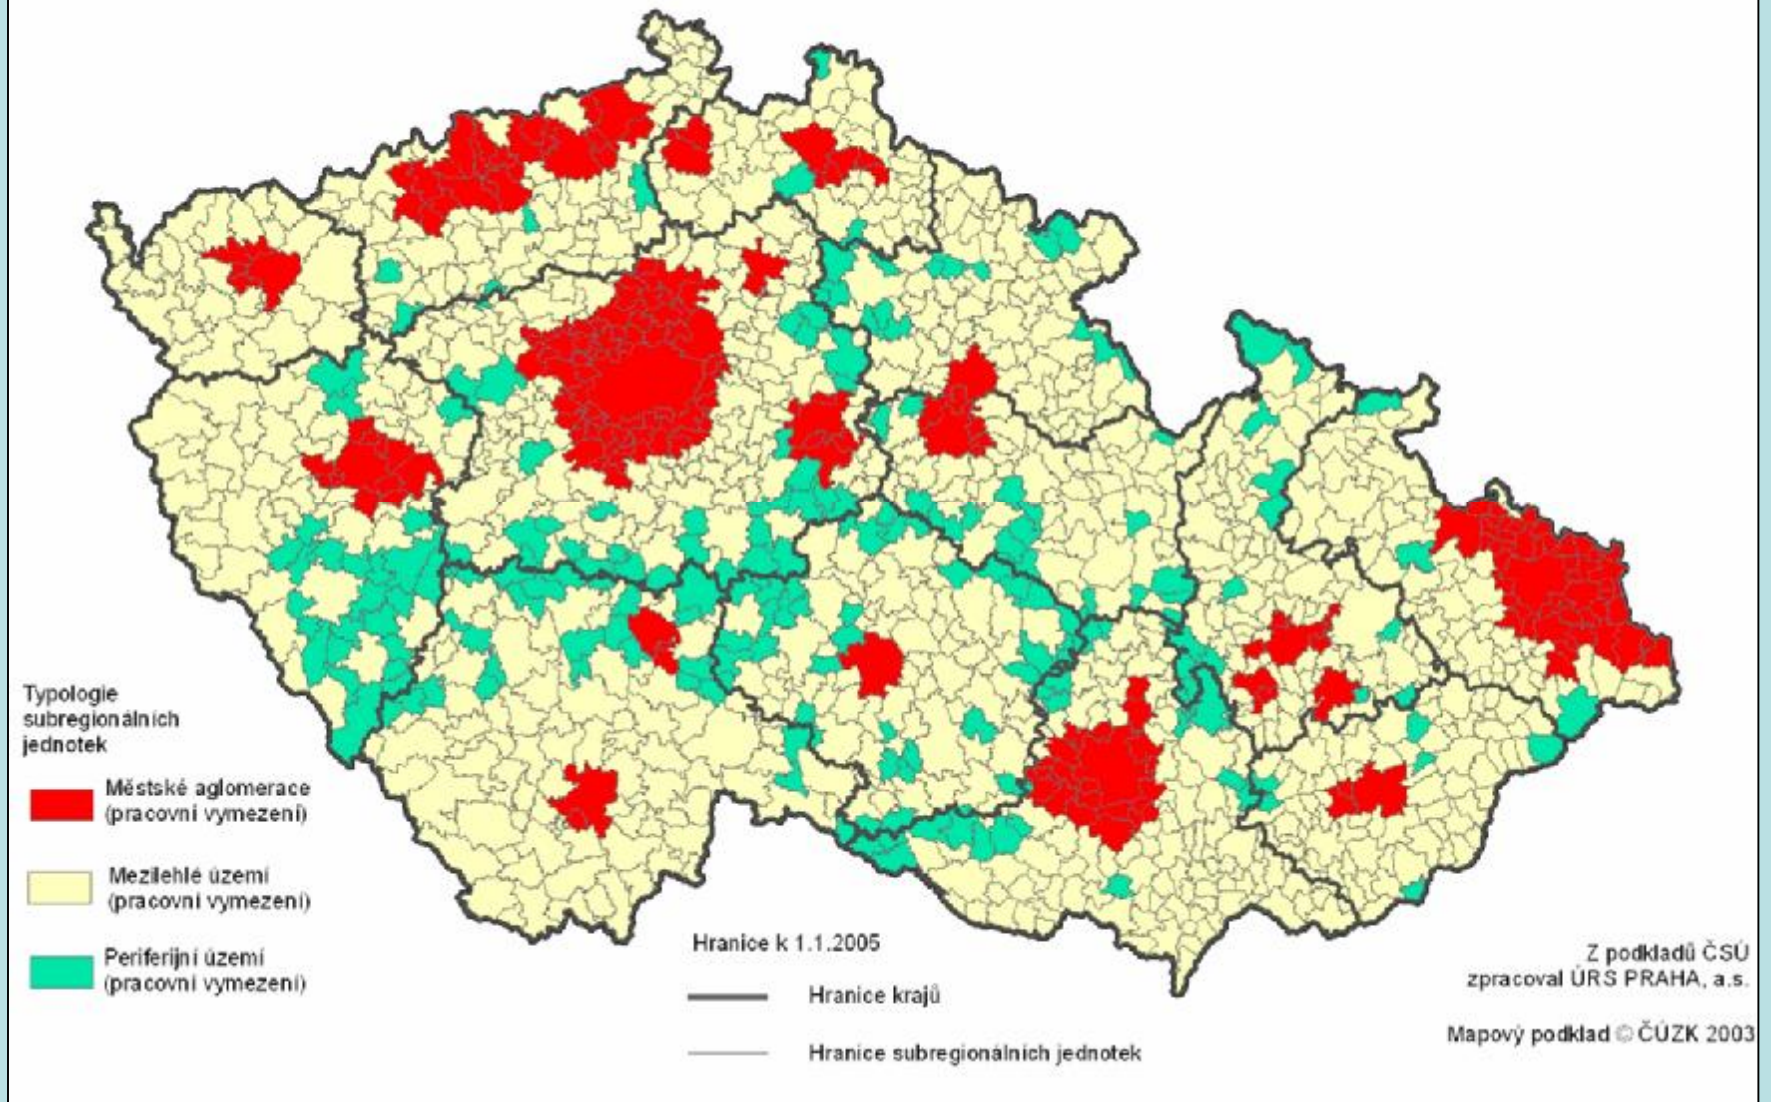 Typologie
subregionálních
jednotek
Městské aglomerace
(pracovní vymezení)
Mezilehlé území
(pracovní vymezení)
Periferijní území
(pracovní vymezení)
Hranice k 1.1.2005
Hranice krajů
Hranice subregionálních jednotek
Z podkladů ČSÚ
zpracoval ÚRS PRAHA, a.s.
Mapový podklad © ČÚZK 2003